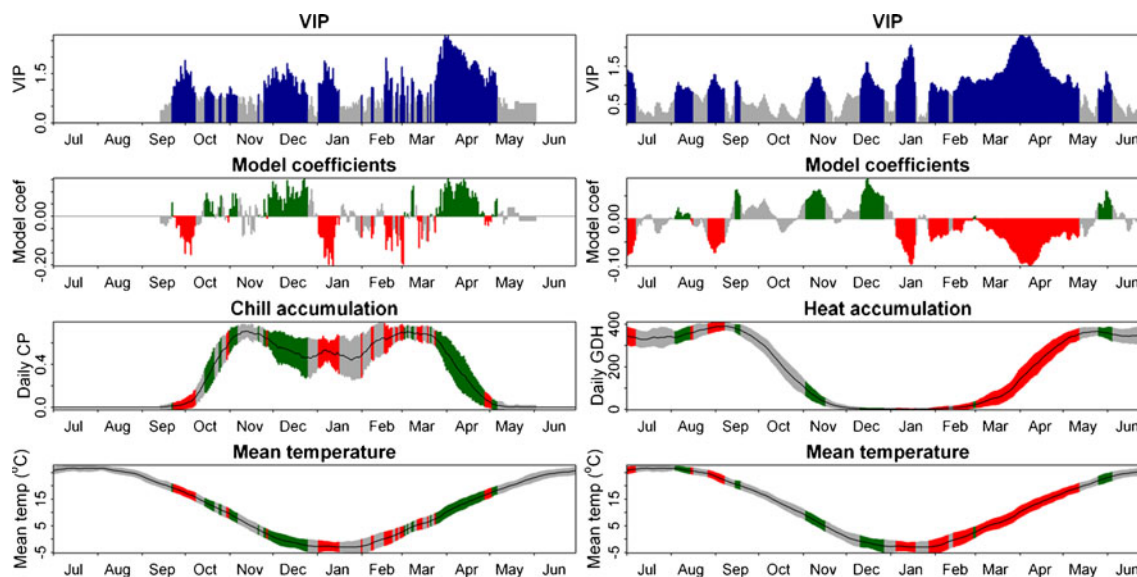 VIP
VIP
1.5
0.0
Jul Aug Sep Oct Nov Dec Jan Feb Mar Apr May Jun
Model coefficients
Model coef
0.00
-0.20
Jul Aug Sep Oct Nov Dec Jan Feb Mar Apr May Jun
Chill accumulation
Daily CP
0.4
0.0
Jul Aug Sep Oct Nov Dec Jan Feb Mar Apr May Jun
Mean temperature
Mean temp (°C)
15
5
-5
Jul Aug Sep Oct Nov Dec Jan Feb Mar Apr May Jun
VIP
VIP
1.5
0.5
Jul Aug Sep Oct Nov Dec Jan Feb Mar Apr May Jun
Model coefficients
Model coef
0.00
-0.10
Jul Aug Sep Oct Nov Dec Jan Feb Mar Apr May Jun
Heat accumulation
Daily GDH
400
200
0
Jul Aug Sep Oct Nov Dec Jan Feb Mar Apr May Jun
Mean temperature
Mean temp (°C)
15
5
-5
Jul Aug Sep Oct Nov Dec Jan Feb Mar Apr May Jun